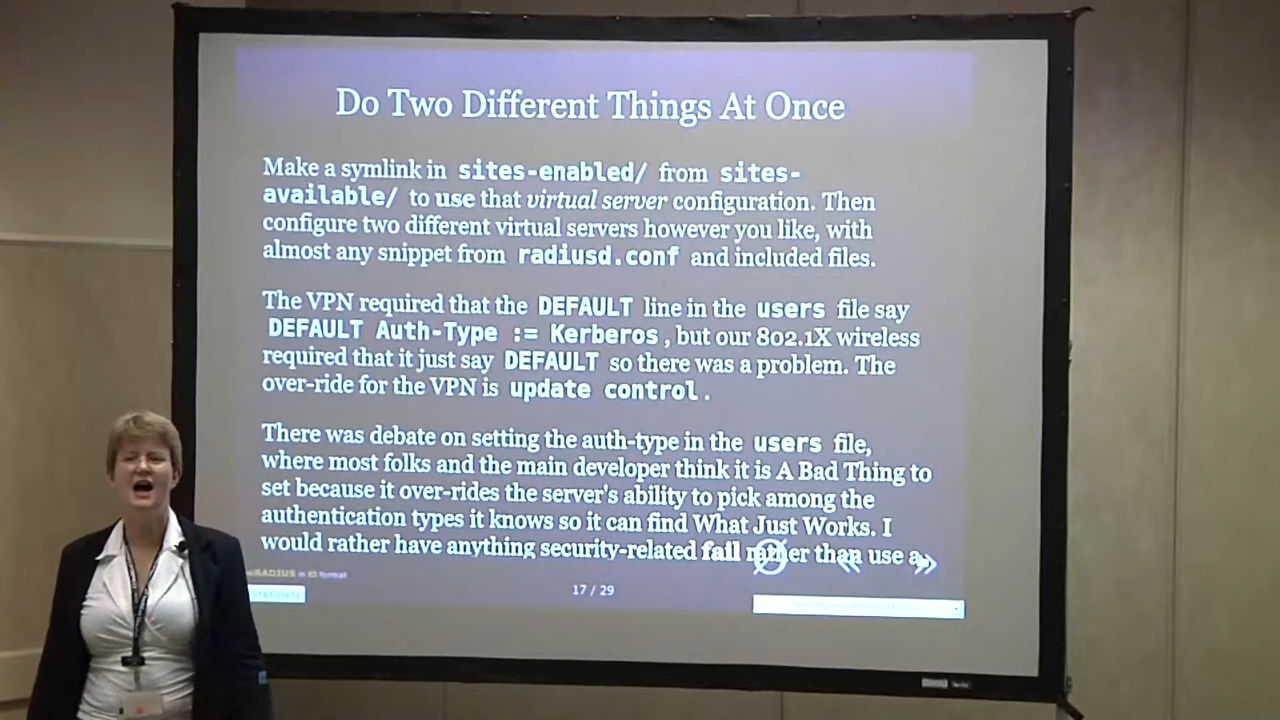 Do Two Different Things At Once
Make a symlink in sites-enabled/ from sites-
available/ to use that virtual server configuration. Then
configure two different virtual servers however you like, with
almost any snippet from radiusd.conf and included files.
The VPN required that the DEFAULT line in the users file say
DEFAULT Auth-Type := Kerberos, but our 802.1X wireless
required that it just say DEFAULT so there was a problem. The
over-ride for the VPN is update control.
There was debate on setting the auth-type in the users file,
where most folks and the main developer think it is A Bad Thing to
set because it over-rides the server's ability to pick among the
authentication types it knows so it can find What Just Works. I
would rather have anything security-related fail rather than use a
RADIUS in format
17 / 29